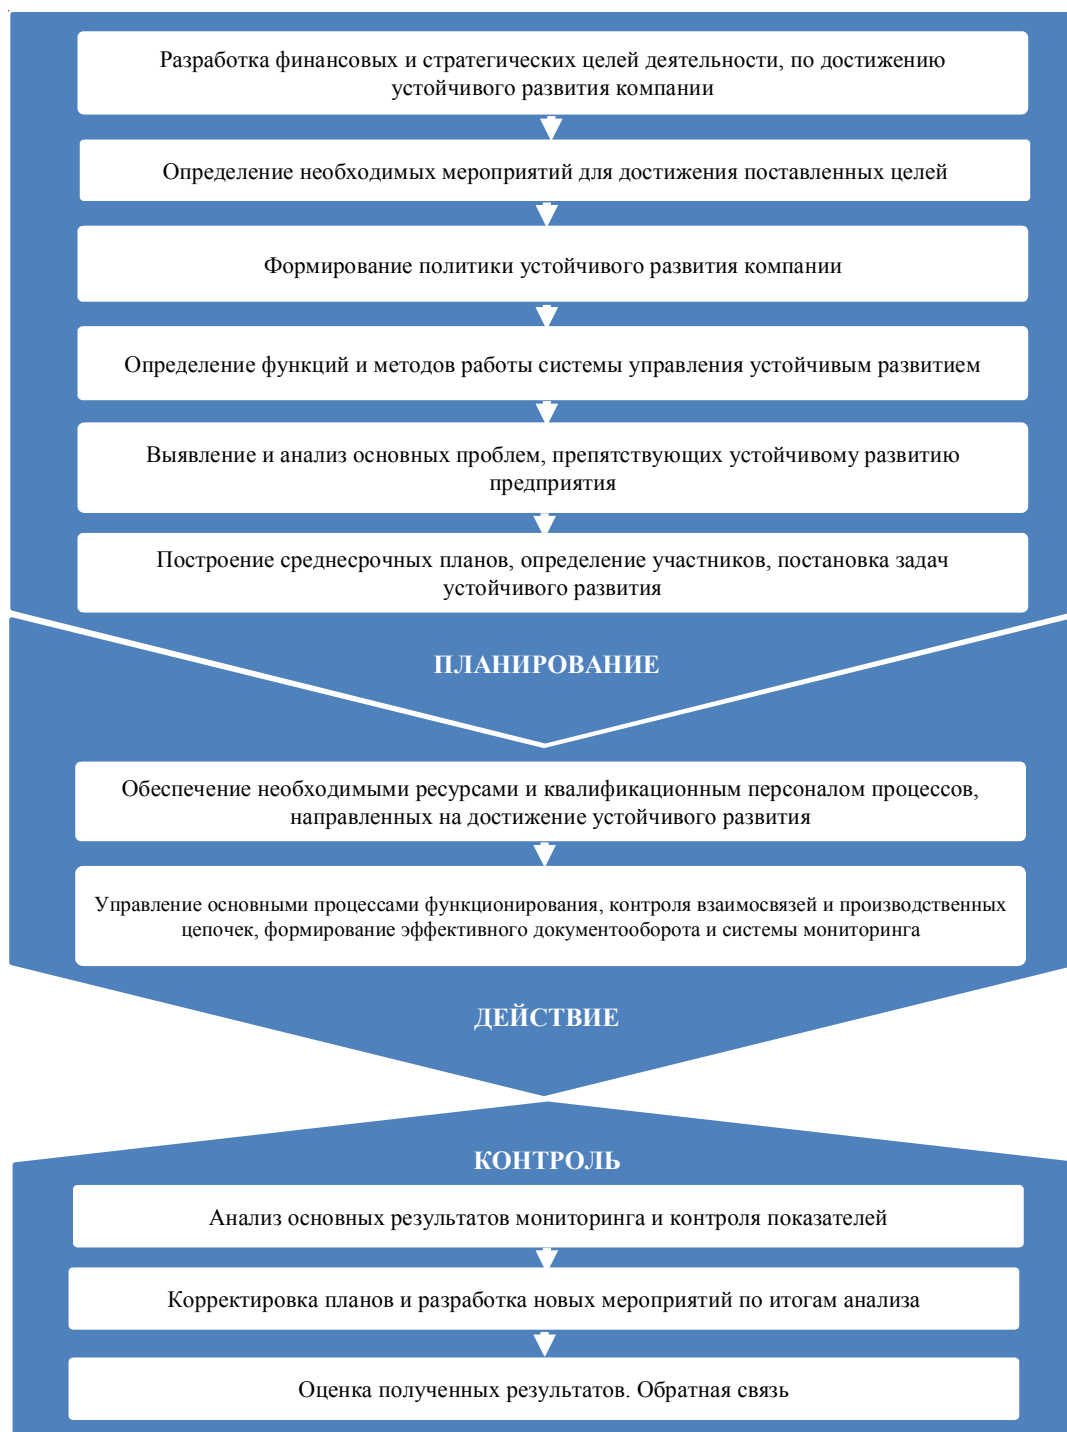 Разработка финансовых и стратегических целей деятельности, по достижению
устойчивого развития компании
Определение необходимых мероприятий для достижения поставленных целей
Формирование политики устойчивого развития компании
Определение функций и методов работы системы управления устойчивым развитием
Выявление и анализ основных проблем, препятствующих устойчивому развитию
предприятия
Построение среднесрочных планов, определение участников, постановка задач
устойчивого развития
ПЛАНИРОВАНИЕ
Обеспечение необходимыми ресурсами и квалификационным персоналом процессов,
направленных на достижение устойчивого развития
Управление основными процессами функционирования, контроля взаимосвязей и производственных
цепочек, формирование эффективного документооборота и системы мониторинга
ДЕЙСТВИЕ
КОНТРОЛЬ
Анализ основных результатов мониторинга и контроля показателей
Корректировка планов и разработка новых мероприятий по итогам анализа
Оценка полученных результатов. Обратная связь